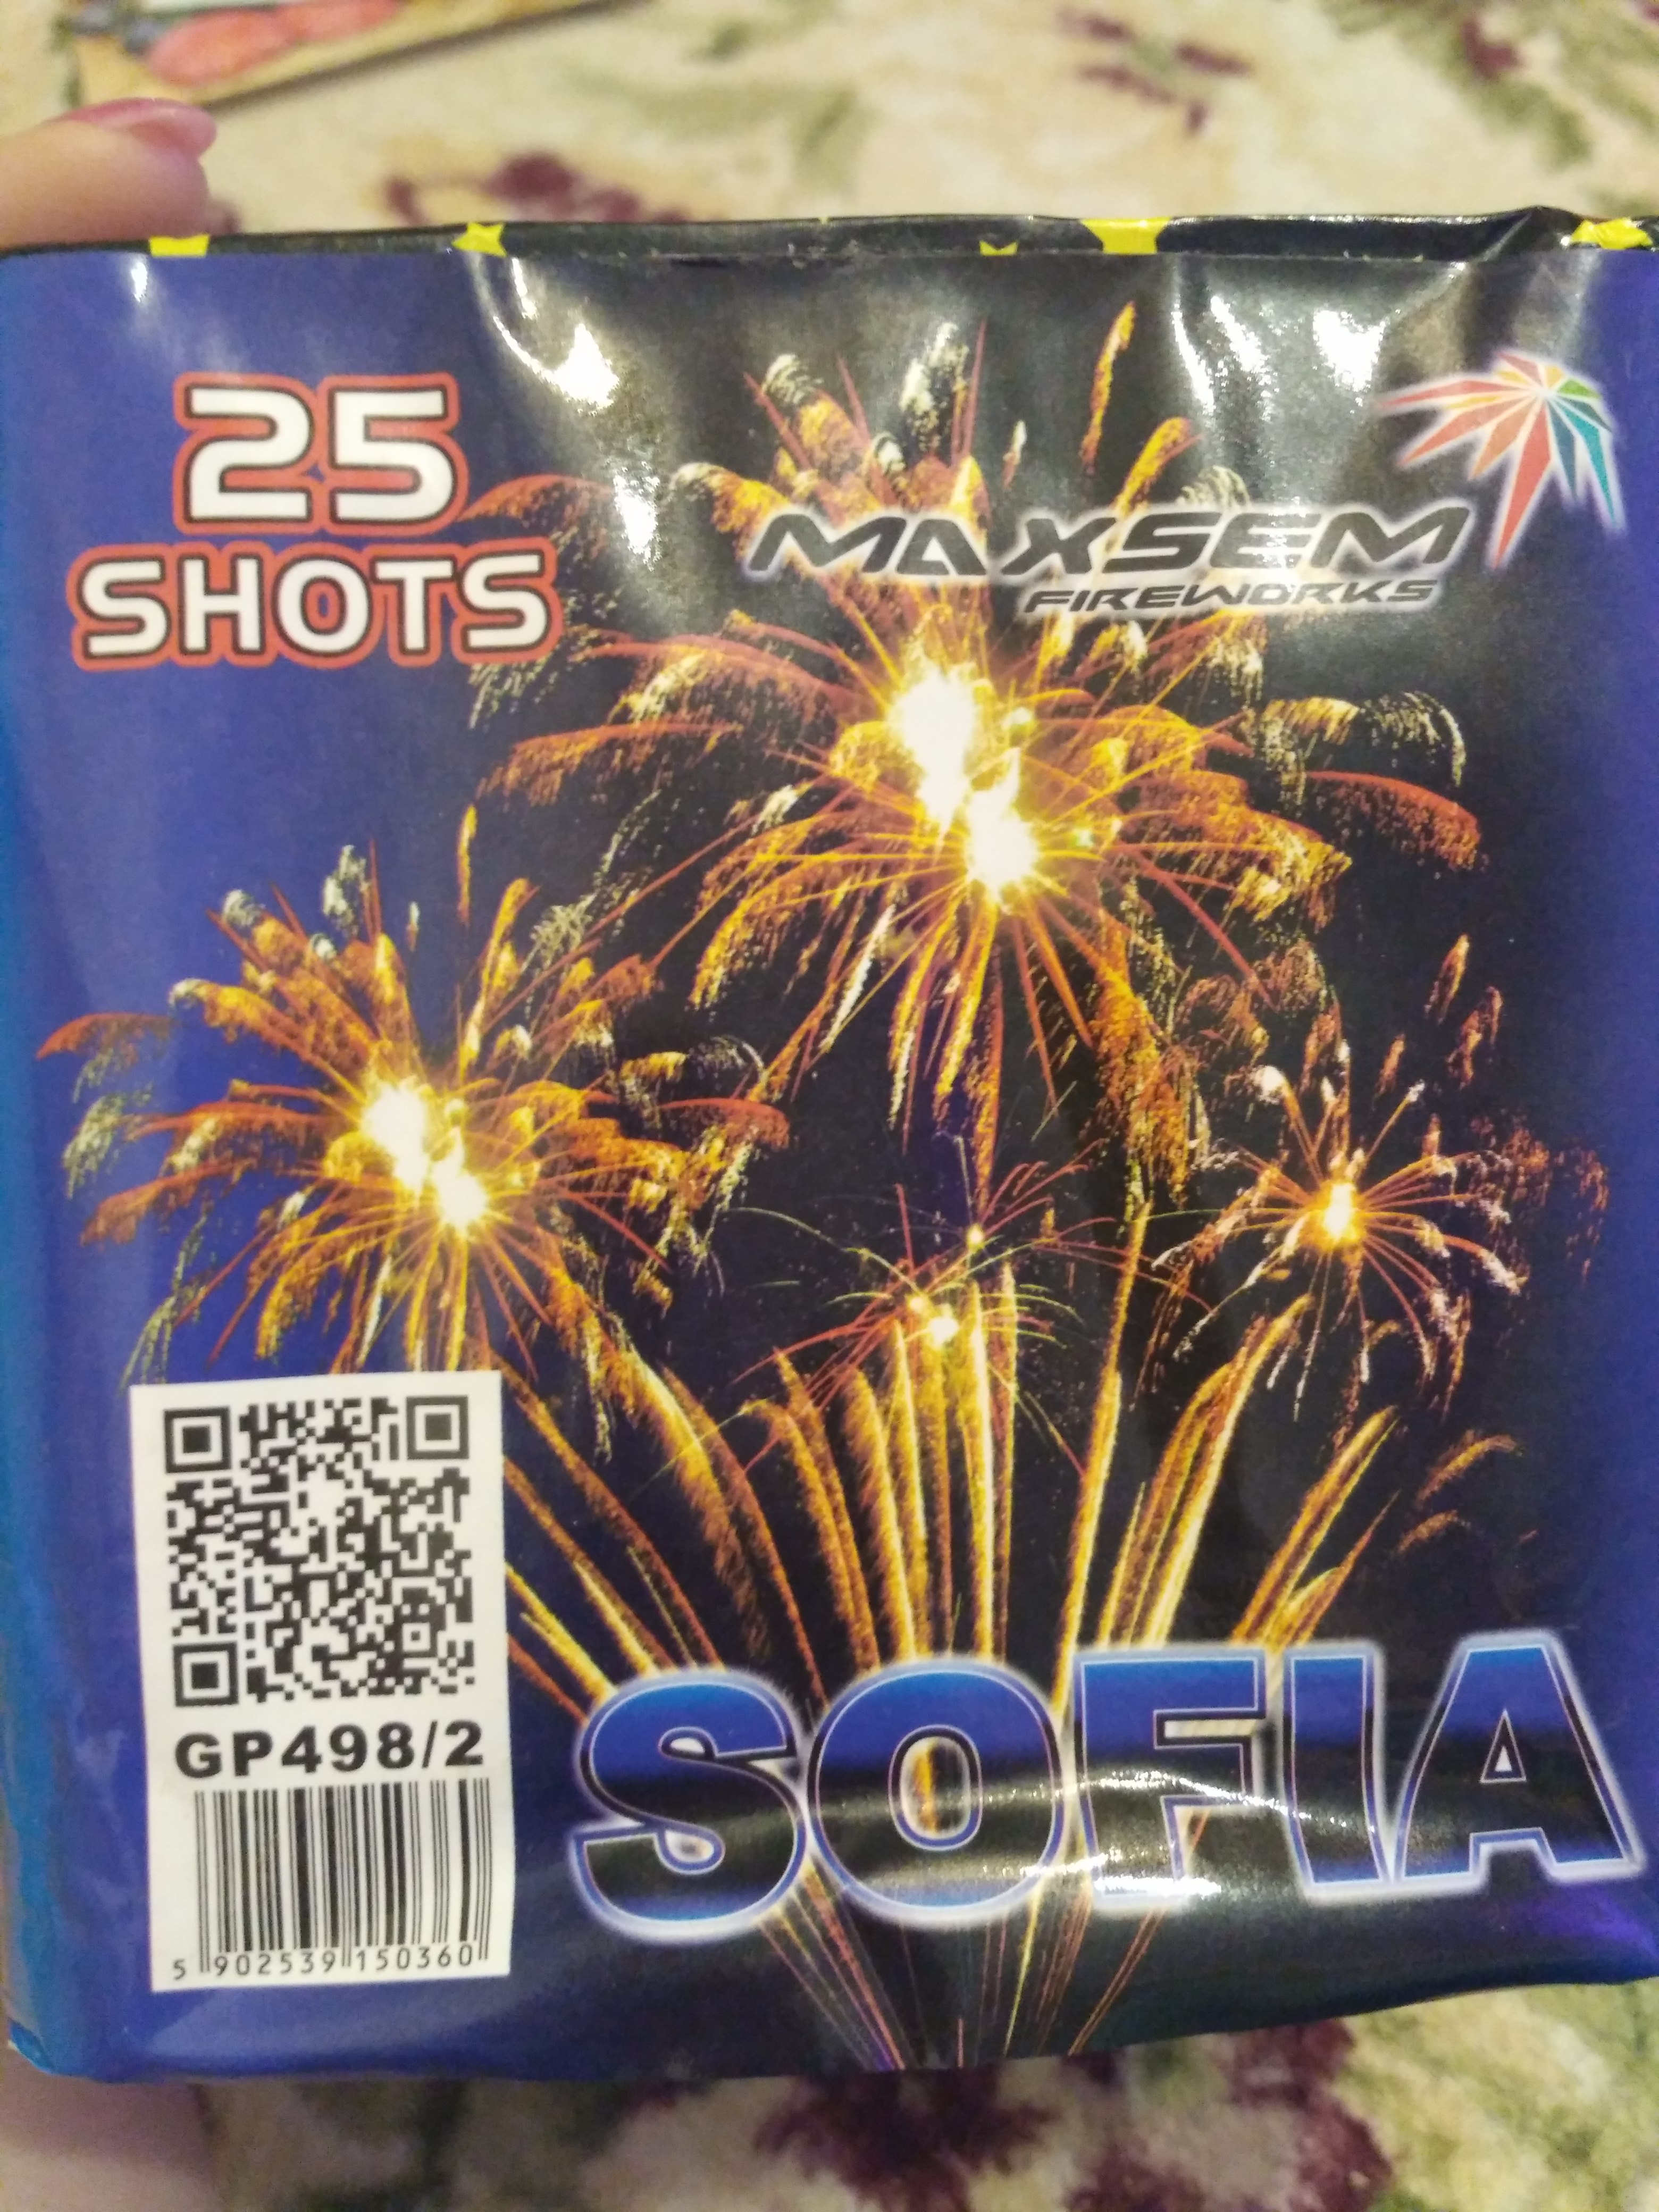 25
SHOTS
MAXSEM
FIREWORKS
GP498/2
5 902539 150360
SOFIA